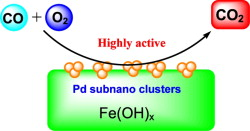 CO + O₂ CO₂
Highly active
Pd subnano clusters
Fe(OH)ₓ